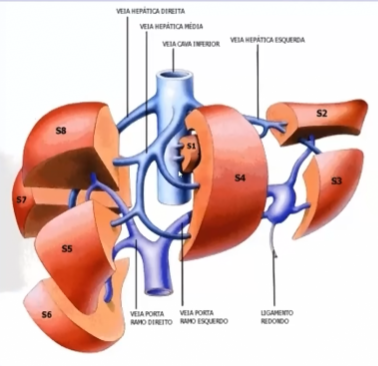 VEIA HEPÁTICA DIREITA
VEIA HEPÁTICA MÉDIA
VEIA CAVA INFERIOR
VEIA HEPÁTICA ESQUERDA
S2
S8
S1
S4
S3
S7
S5
S6
VEIA PORTA
RAMO DIREITO
VEIA PORTA
RAMO ESQUERDO
LIGAMENTO
REDONDO